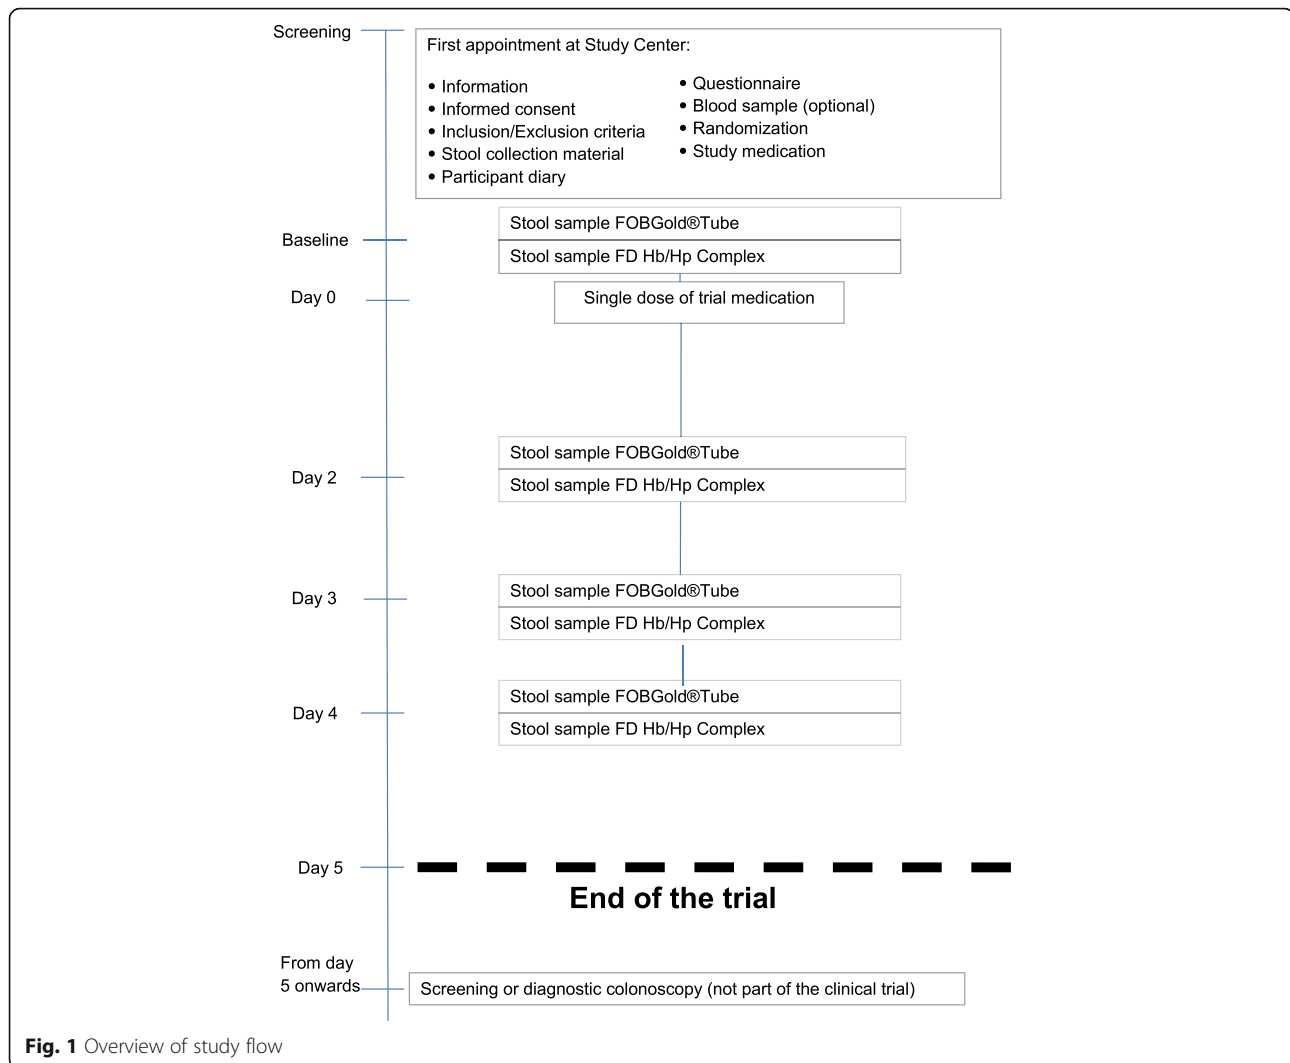 Screening
First appointment at Study Center:
• Information
• Informed consent
• Inclusion/Exclusion criteria
• Stool collection material
• Participant diary
• Questionnaire
• Blood sample (optional)
• Randomization
• Study medication
Baseline
Stool sample FOBGold®Tube
Stool sample FD Hb/Hp Complex
Day 0
Single dose of trial medication
Day 2
Stool sample FOBGold®Tube
Stool sample FD Hb/Hp Complex
Day 3
Stool sample FOBGold®Tube
Stool sample FD Hb/Hp Complex
Day 4
Stool sample FOBGold®Tube
Stool sample FD Hb/Hp Complex
Day 5
End of the trial
From day
5 onwards
Screening or diagnostic colonoscopy (not part of the clinical trial)
Fig. 1 Overview of study flow